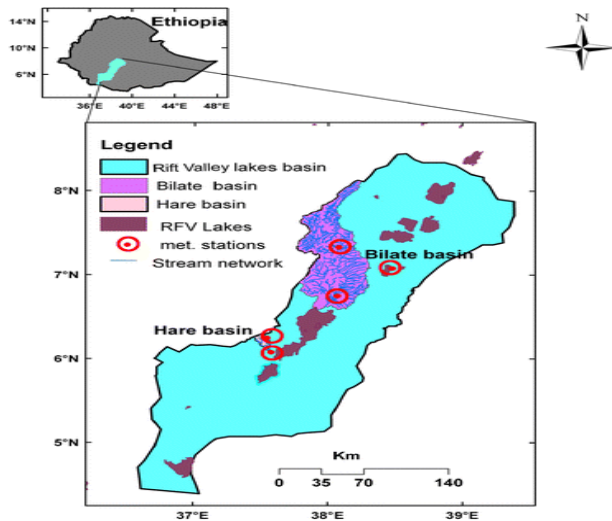 Ethiopia
N
14°N
10°N
6°N
36°E 40°E 44°E 48°E
Legend
Rift Valley lakes basin
Bilate basin
Hare basin
RFV Lakes
met. stations
Stream network
8°N
7°N
6°N
5°N
Bilate basin
Hare basin
Km
0 35 70 140
37°E 38°E 39°E